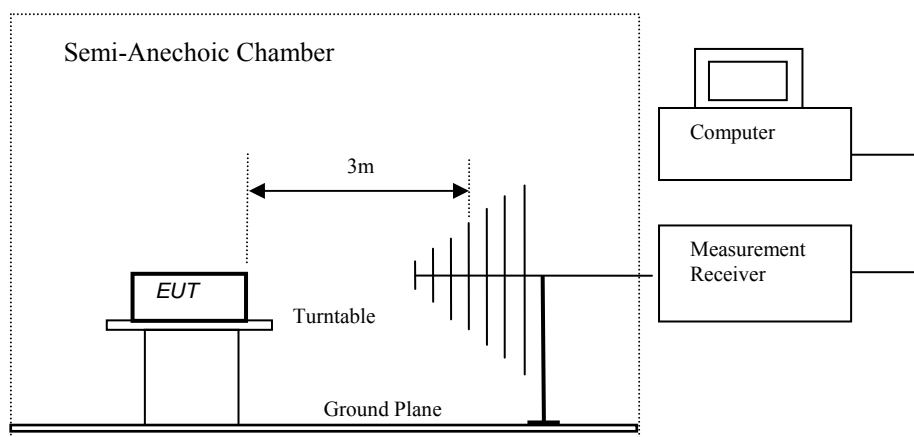 Semi-Anechoic Chamber
Computer
3m
Measurement
Receiver
EUT
Turntable
Ground Plane